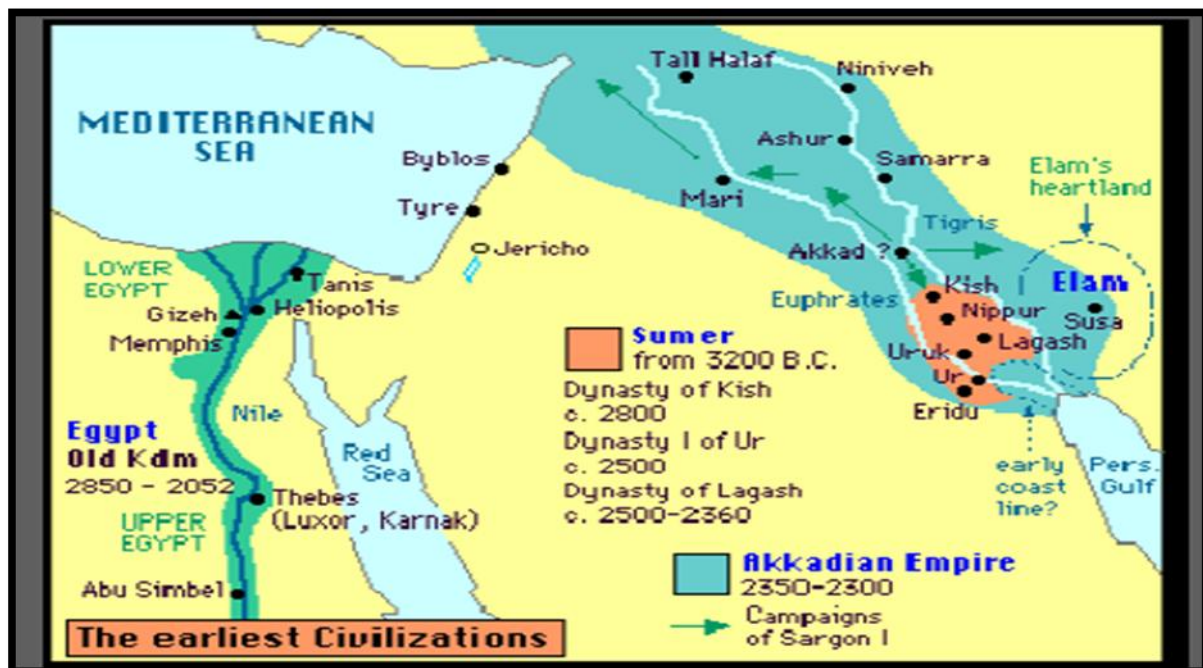 MEDITERRANEAN
SEA
Tall Halaf
Niniveh
Ashur
Samarra
Byblos
Mari
Tyre
Tigris
Elam's
heartland
Jericho
Akkad ?
LOWER
EGYPT
Tanis
Gizeh
Heliopolis
Memphis
Euphrates
Kish
Elam
Nippur
Susa
Lagash
Uruk
Ur
Eridu
Sumer
from 3200 B.C.
Dynasty of Kish
c. 2800
Dynasty I of Ur
c. 2500
Dynasty of Lagash
c. 2500-2360
Nile
Red
Sea
Egypt
Old Kdm
2850 - 2052
Thebes
(Luxor, Karnak)
UPPER
EGYPT
Abu Simbel
early
coast
line?
Pers.
Gulf
Akkadian Empire
2350-2300
Campaigns
of Sargon I
The earliest Civilizations